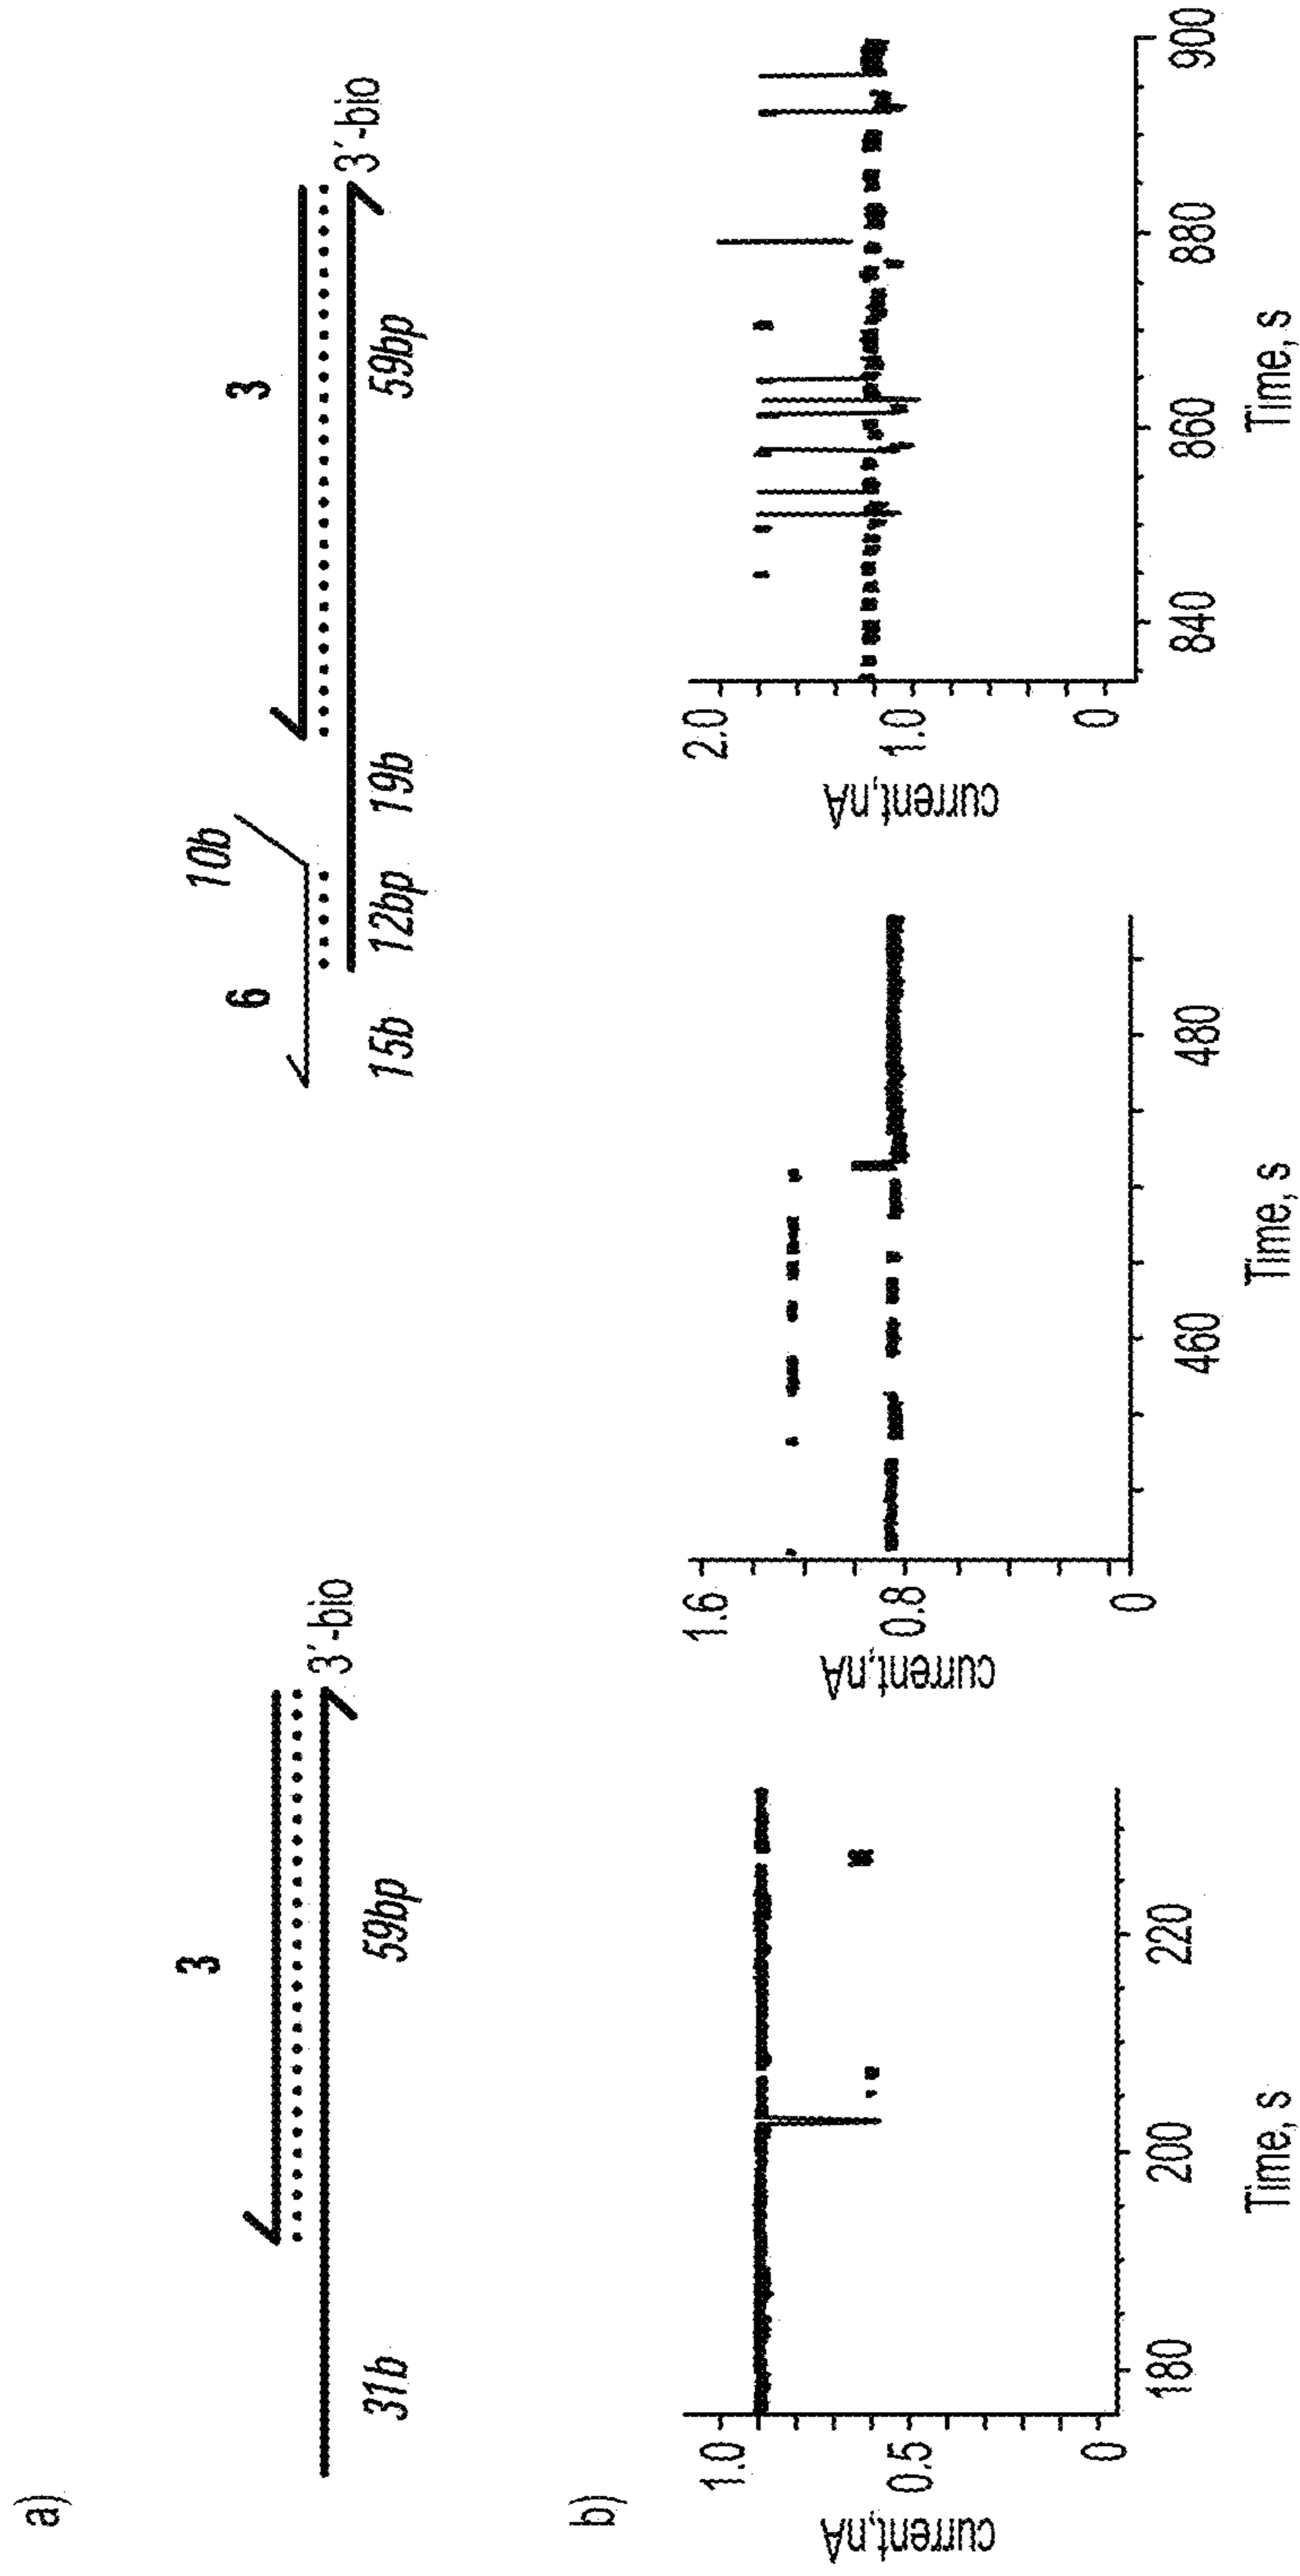 a)
3
31b
59bp
3'-bio
6
10b
3
15b
12bp
19b
59bp
3'-bio
b)
current,nA
1.0
0.5
0
180
200
220
Time, s
current,nA
1.6
0.8
0
460
480
Time, s
current,nA
2.0
1.0
0
840
860
880
900
Time, s